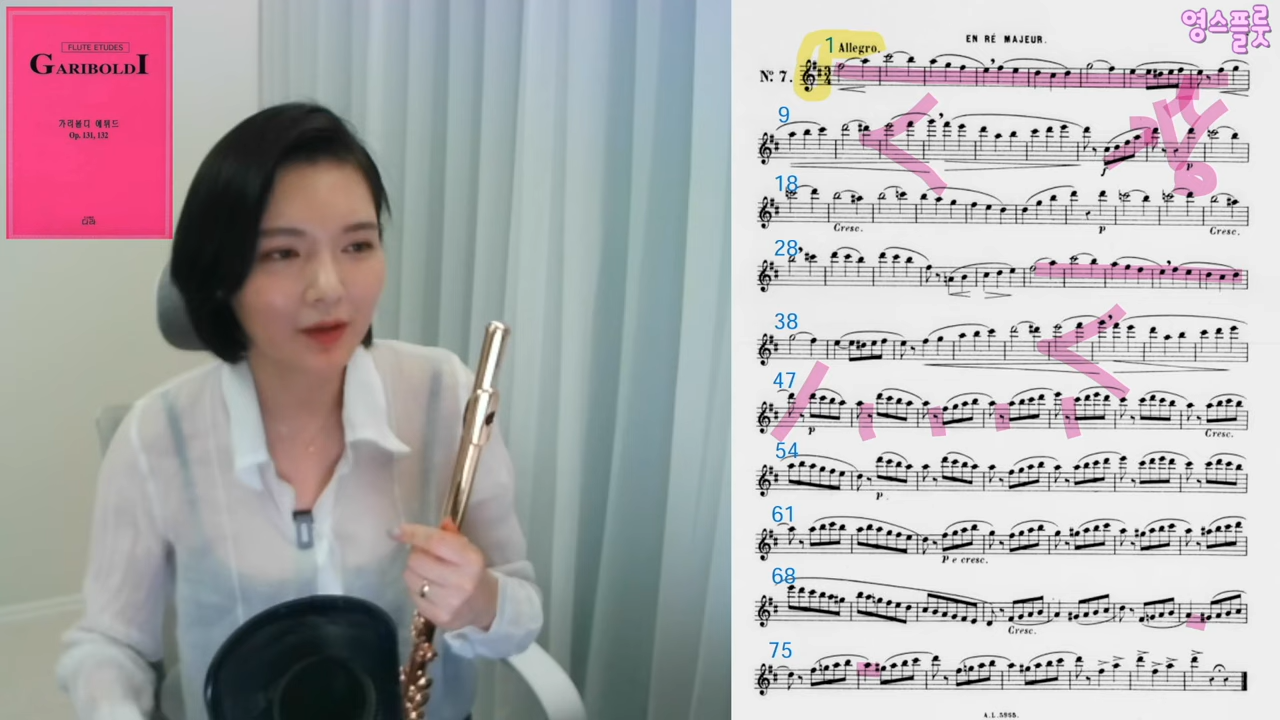 FLUTE ETUDES
GARIBOLDI
가리볼디 에튀드
Op. 131, 132
영스플룻
EN RÉ MAJEUR.
1 Allegro.
Nº 7.
9
f
p
18
Cresc.
p
Cresc.
28
38
47
p
Cresc.
54
p.
61
p e cresc.
68
Cresc.
75
A.L.5955.